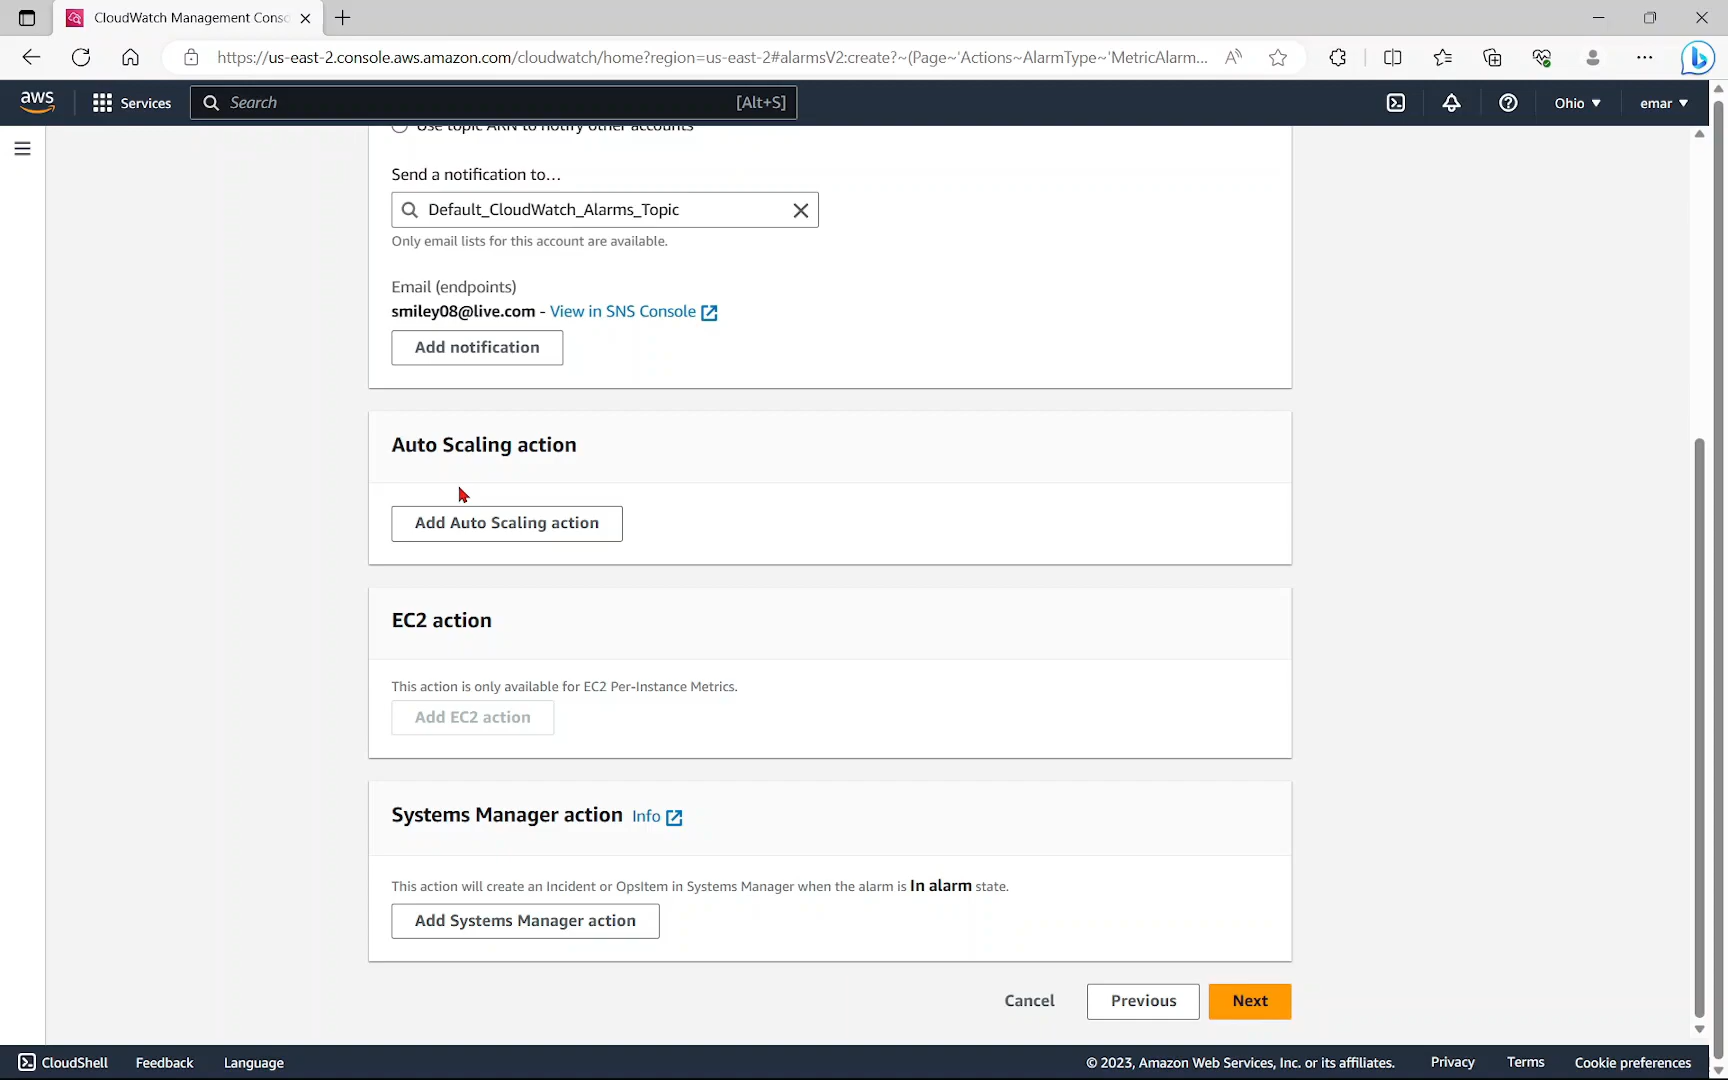 CloudWatch Management Conso
https://us-east-2.console.aws.amazon.com/cloudwatch/home?region=us-east-2#alarmsV2:create?~(Page~'Actions~AlarmType~'MetricAlarm...
aws
Services
Search
[Alt+S]
Ohio
emar
Use topic ARN to notify other accounts
Send a notification to…
Default_CloudWatch_Alarms_Topic
Only email lists for this account are available.
Email (endpoints)
smiley08@live.com - View in SNS Console
Add notification
Auto Scaling action
Add Auto Scaling action
EC2 action
This action is only available for EC2 Per-Instance Metrics.
Add EC2 action
Systems Manager action Info
This action will create an Incident or OpsItem in Systems Manager when the alarm is In alarm state.
Add Systems Manager action
Cancel
Previous
Next
CloudShell
Feedback
Language
© 2023, Amazon Web Services, Inc. or its affiliates.
Privacy
Terms
Cookie preferences